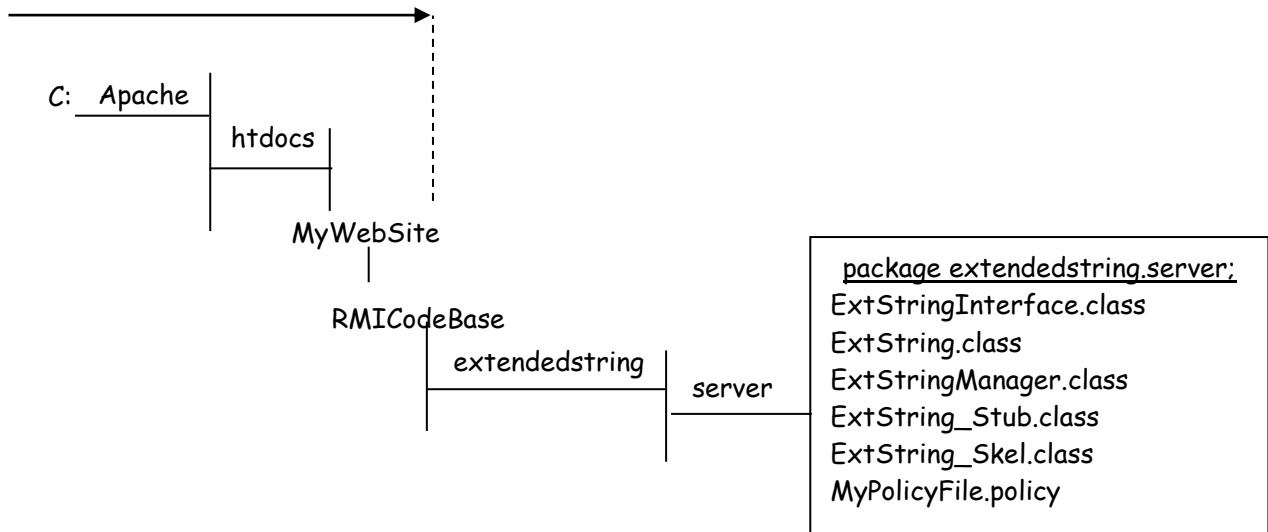 C: Apache
htdocs
MyWebSite
RMICodeBase
extendedstring
server
package extendedstring.server;
ExtStringInterface.class
ExtString.class
ExtStringManager.class
ExtString_Stub.class
ExtString_Skel.class
MyPolicyFile.policy